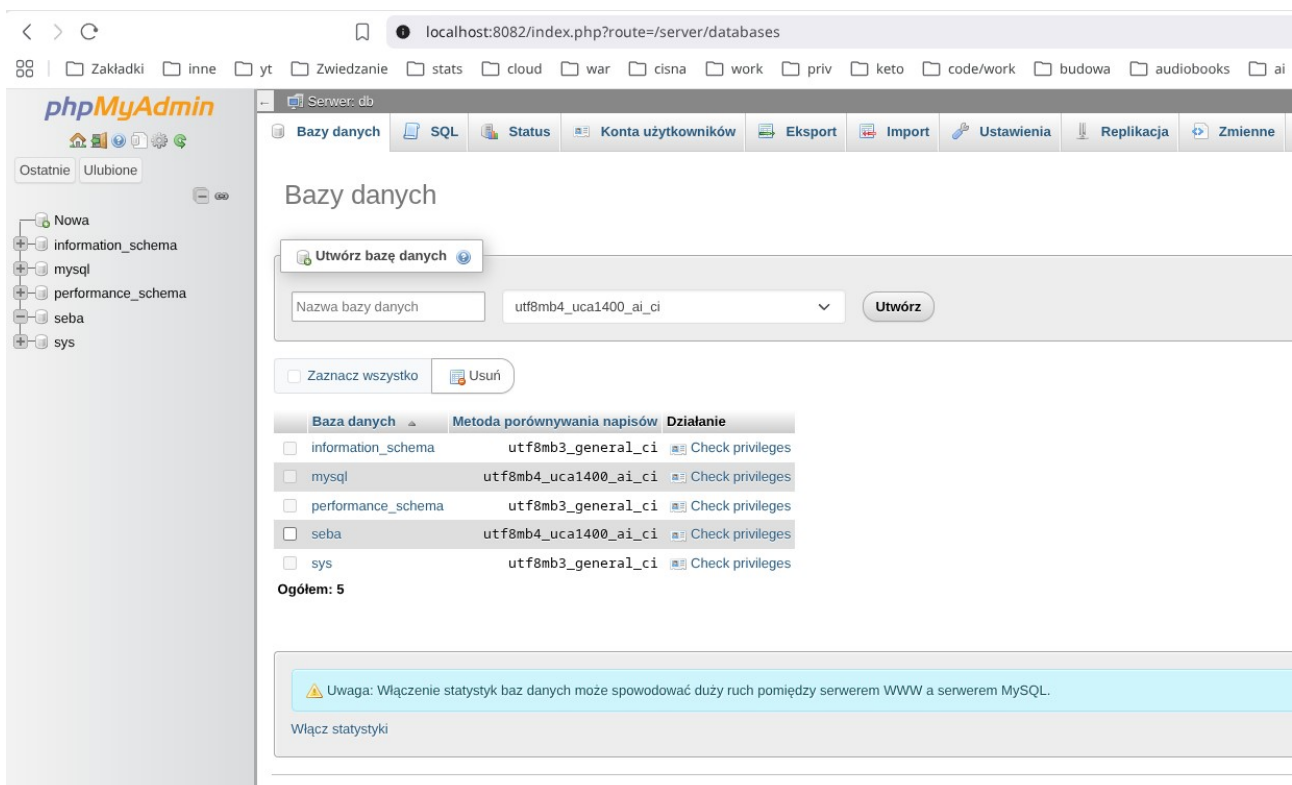 localhost:8082/index.php?route=/server/databases
Zakładki inne yt Zwiedzanie stats cloud war cisna work priv keto code/work budowa audiobooks ai
phpMyAdmin
Ostatnie Ulubione
Nowa
information_schema
mysql
performance_schema
seba
sys
Serwer: db
Bazy danych SQL Status Konta użytkowników Eksport Import Ustawienia Replikacja Zmienne
Bazy danych
Utwórz bazę danych
Nazwa bazy danych utf8mb4_uca1400_ai_ci Utwórz
Zaznacz wszystko Usuń
Baza danych Metoda porównywania napisów Działanie
information_schema utf8mb3_general_ci Check privileges
mysql utf8mb4_uca1400_ai_ci Check privileges
performance_schema utf8mb3_general_ci Check privileges
seba utf8mb4_uca1400_ai_ci Check privileges
sys utf8mb3_general_ci Check privileges
Ogółem: 5
Uwaga: Włączenie statystyk baz danych może spowodować duży ruch pomiędzy serwerem WWW a serwerem MySQL.
Włącz statystyki